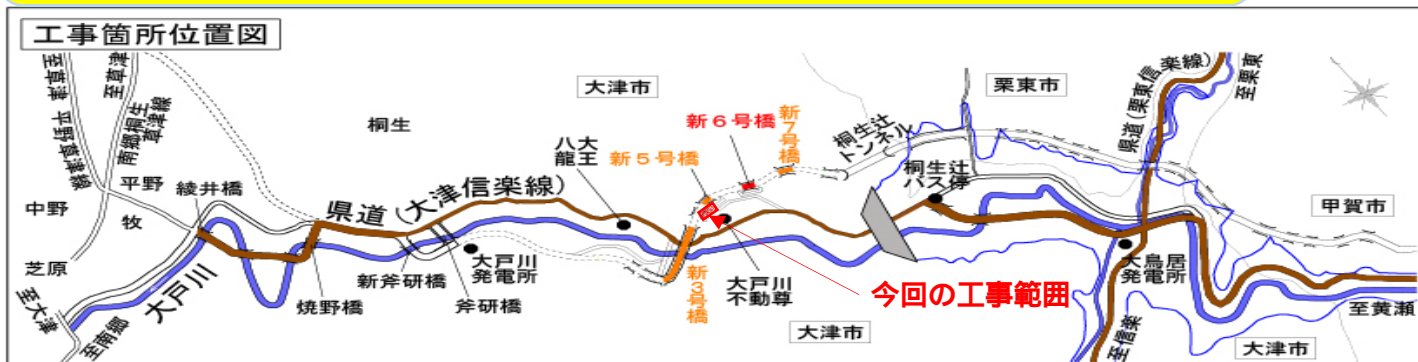 工事箇所位置図
至草津 平野草津線
至草津
南郷桐生草津線
桐生
大津市
栗東市
県道(栗東信楽線)
至栗東
新6号橋
新7号橋
桐生辻
トンネル
八大
龍王
新5号橋
桐生辻
バス停
中野
平野
牧
綾井橋
県道(大津信楽線)
甲賀市
芝原
至大津
大戸川
至南郷
焼野橋
新斧研橋
斧研橋
大戸川
発電所
新3号橋
大戸川
不動尊
今回の工事範囲
大津市
大鳥居
発電所
至信楽
大津市
至黄瀬